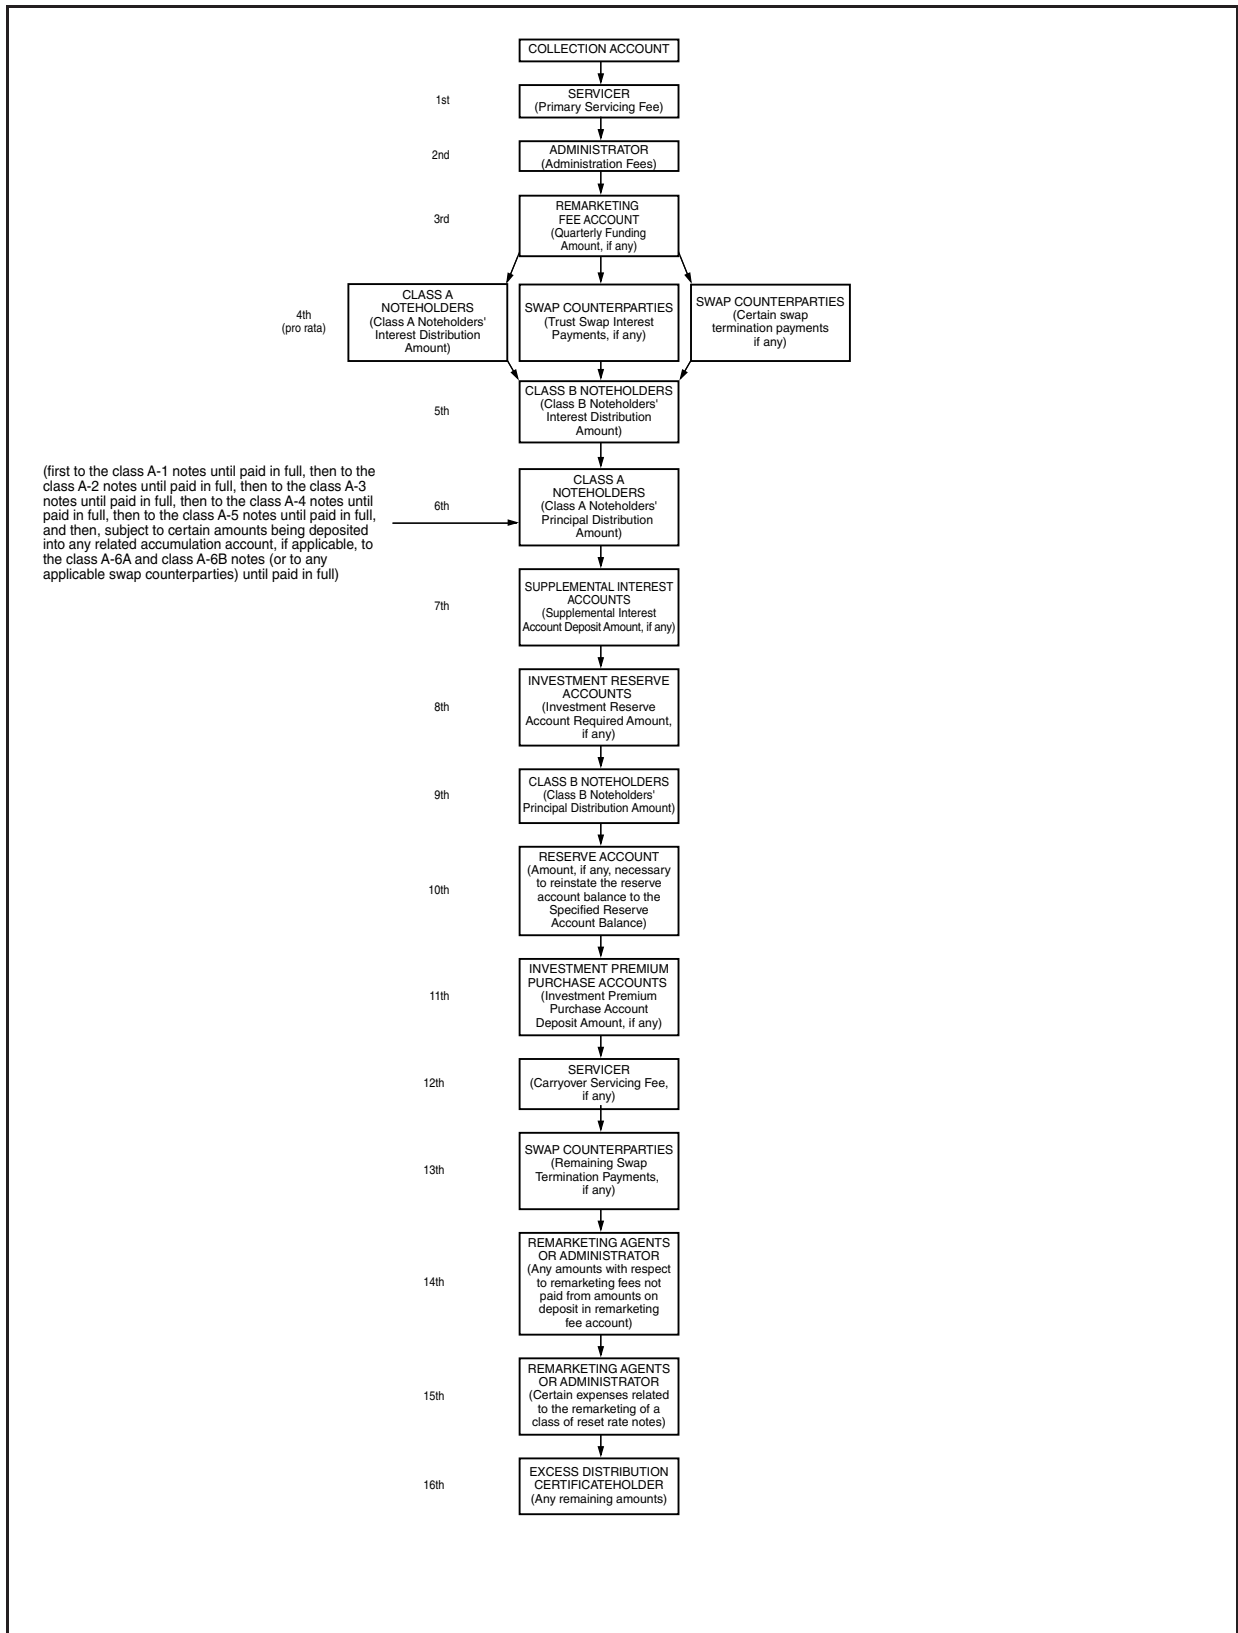 COLLECTION ACCOUNT
1st
SERVICER
(Primary Servicing Fee)
2nd
ADMINISTRATOR
(Administration Fees)
3rd
REMARKETING
FEE ACCOUNT
(Quarterly Funding
Amount, if any)
4th
(pro rata)
CLASS A
NOTEHOLDERS
(Class A Noteholders'
Interest Distribution
Amount)
SWAP COUNTERPARTIES
(Trust Swap Interest
Payments, if any)
SWAP COUNTERPARTIES
(Certain swap
termination payments
if any)
5th
CLASS B NOTEHOLDERS
(Class B Noteholders'
Interest Distribution
Amount)
(first to the class A-1 notes until paid in full, then to the
class A-2 notes until paid in full, then to the class A-3
notes until paid in full, then to the class A-4 notes until
paid in full, then to the class A-5 notes until paid in full,
and then, subject to certain amounts being deposited
into any related accumulation account, if applicable, to
the class A-6A and class A-6B notes (or to any
applicable swap counterparties) until paid in full)
6th
CLASS A
NOTEHOLDERS
(Class A Noteholders'
Principal Distribution
Amount)
7th
SUPPLEMENTAL INTEREST
ACCOUNTS
(Supplemental Interest
Account Deposit Amount, if any)
8th
INVESTMENT RESERVE
ACCOUNTS
(Investment Reserve
Account Required Amount,
if any)
9th
CLASS B NOTEHOLDERS
(Class B Noteholders'
Principal Distribution Amount)
10th
RESERVE ACCOUNT
(Amount, if any, necessary
to reinstate the reserve
account balance to the
Specified Reserve
Account Balance)
11th
INVESTMENT PREMIUM
PURCHASE ACCOUNTS
(Investment Premium
Purchase Account
Deposit Amount, if any)
12th
SERVICER
(Carryover Servicing Fee,
if any)
13th
SWAP COUNTERPARTIES
(Remaining Swap
Termination Payments,
if any)
14th
REMARKETING AGENTS
OR ADMINISTRATOR
(Any amounts with respect
to remarketing fees not
paid from amounts on
deposit in remarketing
fee account)
15th
REMARKETING AGENTS
OR ADMINISTRATOR
(Certain expenses related
to the remarketing of a
class of reset rate notes)
16th
EXCESS DISTRIBUTION
CERTIFICATEHOLDER
(Any remaining amounts)